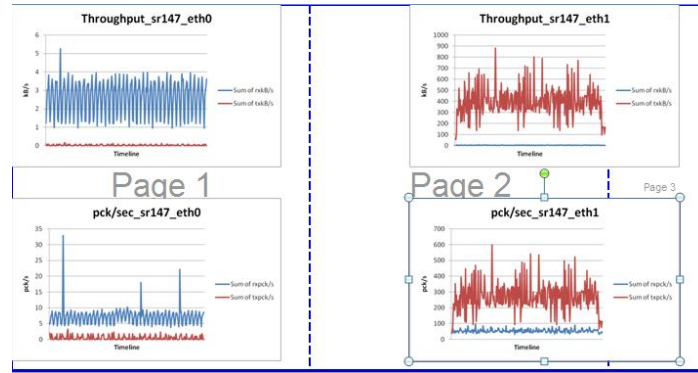 Throughput_sr147_eth0
6
5
4
3
2
1
0
kB/s
Timeline
Sum of rxkB/s
Sum of txkB/s
Throughput_sr147_eth1
1000
900
800
700
600
500
400
300
200
100
0
kB/s
Timeline
Sum of rxkB/s
Sum of txkB/s
Page 1
Page 2
Page 3
pck/sec_sr147_eth0
35
30
25
20
15
10
5
0
pck/s
Timeline
Sum of rxpck/s
Sum of txpck/s
pck/sec_sr147_eth1
700
600
500
400
300
200
100
0
pck/s
Timeline
Sum of rxpck/s
Sum of txpck/s